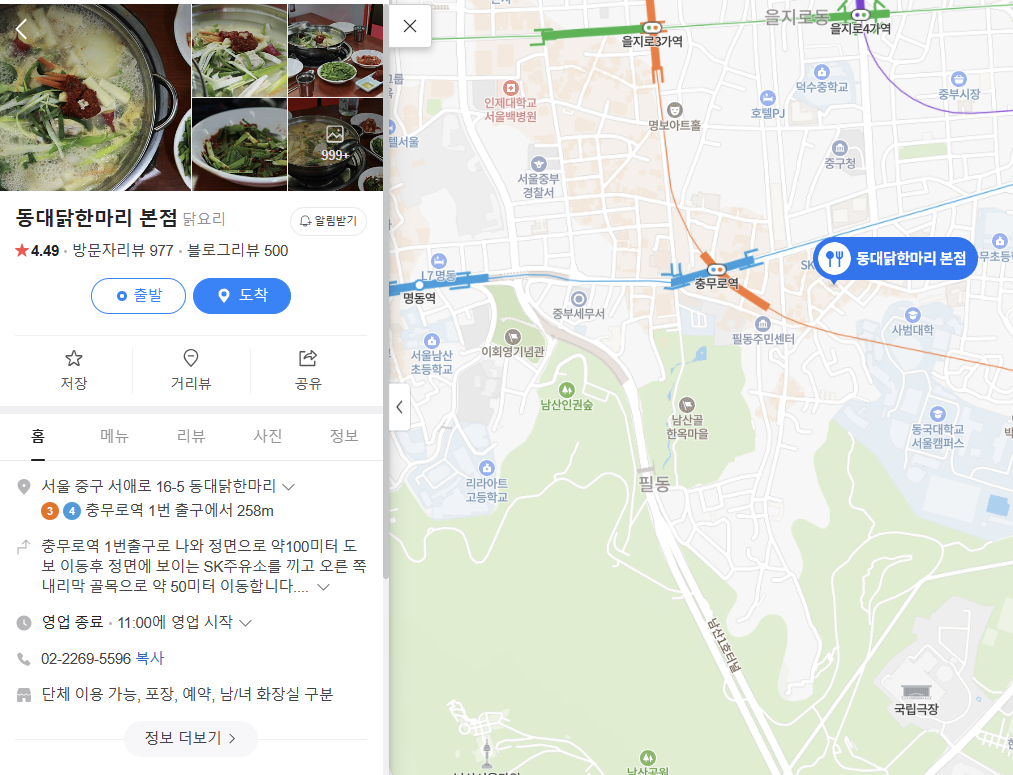 999+
동대닭한마리 본점 닭요리
알림받기
4.49 · 방문자리뷰 977 · 블로그리뷰 500
출발
도착
저장
거리뷰
공유
홈
메뉴
리뷰
사진
정보
서울 중구 서애로 16-5 동대닭한마리
3 4 충무로역 1번 출구에서 258m
충무로역 1번출구로 나와 정면으로 약100미터 도
보 이동후 정면에 보이는 SK주유소를 끼고 오른 쪽
내리막 골목으로 약 50미터 이동합니다....
영업 종료 · 11:00에 영업 시작
02-2269-5596 복사
단체 이용 가능, 포장, 예약, 남/녀 화장실 구분
정보 더보기
을지로동
을지로3가역
을지로4가역
인제대학교
서울백병원
덕수중학교
중부시장
호텔PJ
명보아트홀
텔서울
중구청
서울중부
경찰서
동대닭한마리 본점
SK
L7명동
명동역
충무로역
중부세무서
필동주민센터
사범대학
이회영기념관
서울남산
초등학교
남산인권숲
남산골
한옥마을
동국대학교
서울캠퍼스
리라아트
고등학교
필동
남산1호터널
국립극장
남산공원